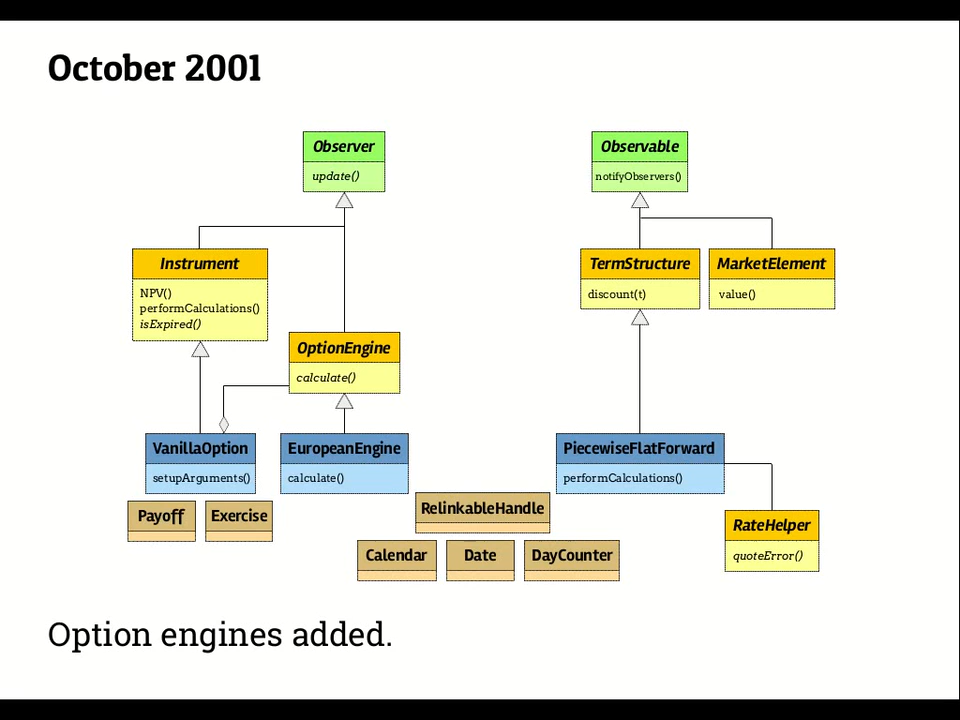 October 2001
Observer
update()
Observable
notifyObservers()
Instrument
NPV()
performCalculations()
isExpired()
TermStructure
discount(t)
MarketElement
value()
OptionEngine
calculate()
VanillaOption
setupArguments()
EuropeanEngine
calculate()
PiecewiseFlatForward
performCalculations()
Payoff
Exercise
RelinkableHandle
RateHelper
quoteError()
Calendar
Date
DayCounter
Option engines added.